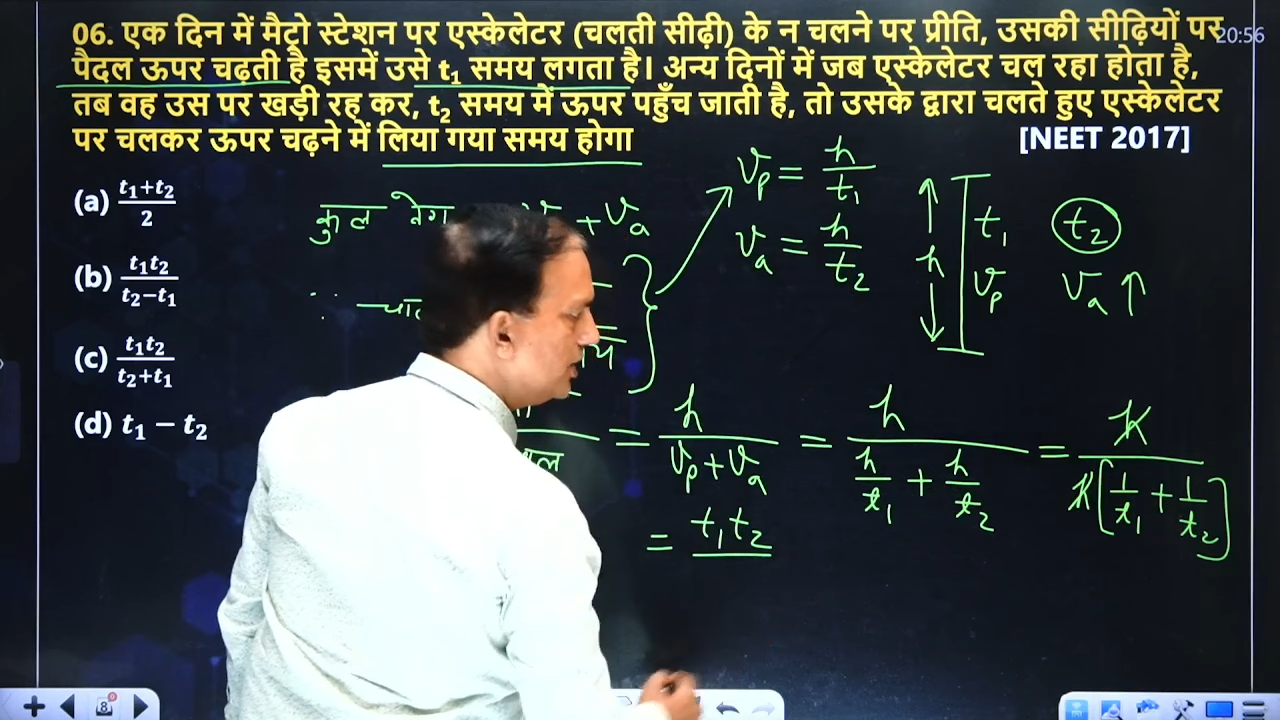 06. एक दिन में मैट्रो स्टेशन पर एस्केलेटर (चलती सीढ़ी) के न चलने पर प्रीति, उसकी सीढ़ियों पर
20:56
पैदल ऊपर चढ़ती है इसमें उसे t₁ समय लगता है। अन्य दिनों में जब एस्केलेटर चल रहा होता है,
तब वह उस पर खड़ी रह कर, t₂ समय में ऊपर पहुँच जाती है, तो उसके द्वारा चलते हुए एस्केलेटर
पर चलकर ऊपर चढ़ने में लिया गया समय होगा [NEET 2017]
(a) (t₁+t₂)/2
(b) (t₁t₂)/(t₂−t₁)
(c) (t₁t₂)/(t₂+t₁)
(d) t₁ − t₂
कुल वेग + vₐ
vₚ = h/t₁
vₐ = h/t₂
h t₁ vₚ
t₂ vₐ ↑
= h/(vₚ+vₐ) = h/(h/t₁ + h/t₂) = h/(h[1/t₁ + 1/t₂])
= t₁t₂
8